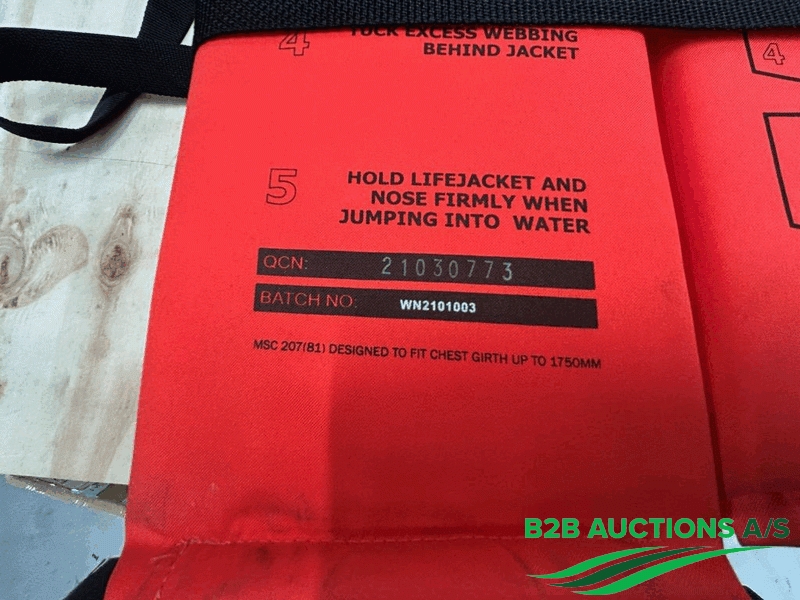 4 TUCK EXCESS WEBBING
BEHIND JACKET
4
5 HOLD LIFEJACKET AND
NOSE FIRMLY WHEN
JUMPING INTO WATER
QCN: 21030773
BATCH NO: WN2101003
MSC 207(81) DESIGNED TO FIT CHEST GIRTH UP TO 1750MM
B2B AUCTIONS A/S